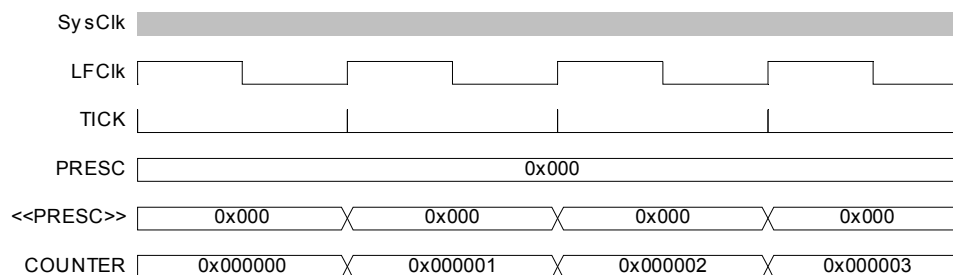 SysClk
LFClk
TICK
PRESC 0x000
<<PRESC>> 0x000 0x000 0x000 0x000
COUNTER 0x000000 0x000001 0x000002 0x000003